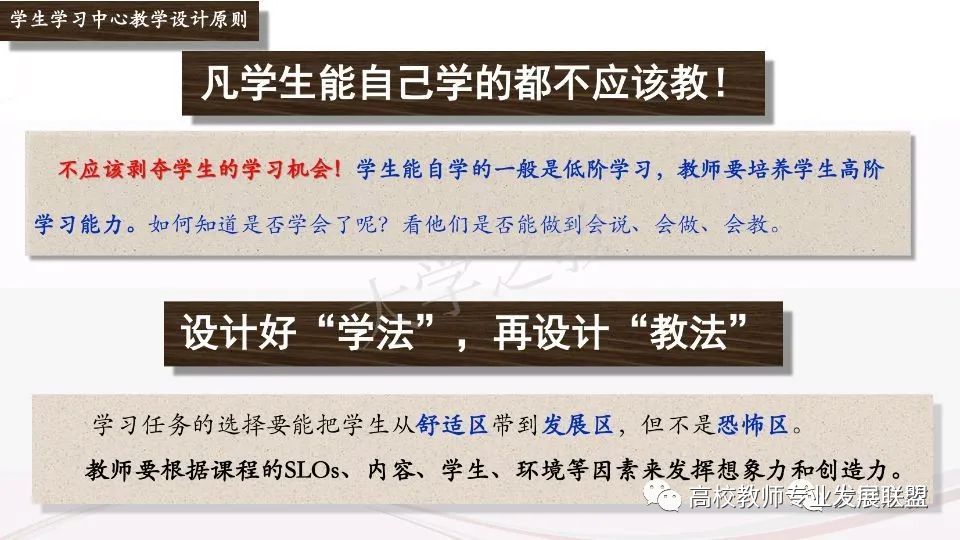 学生学习中心教学设计原则
凡学生能自己学的都不应该教！
不应该剥夺学生的学习机会！学生能自学的一般是低阶学习，教师要培养学生高阶
学习能力。如何知道是否学会了呢？看他们是否能做到会说、会做、会教。
大学之
设计好“学法”，再设计“教法”
学习任务的选择要能把学生从舒适区带到发展区，但不是恐怖区。
教师要根据课程的SLOs、内容、学生、环境等因素来发挥想象力和创造力。
高校教师专业发展联盟